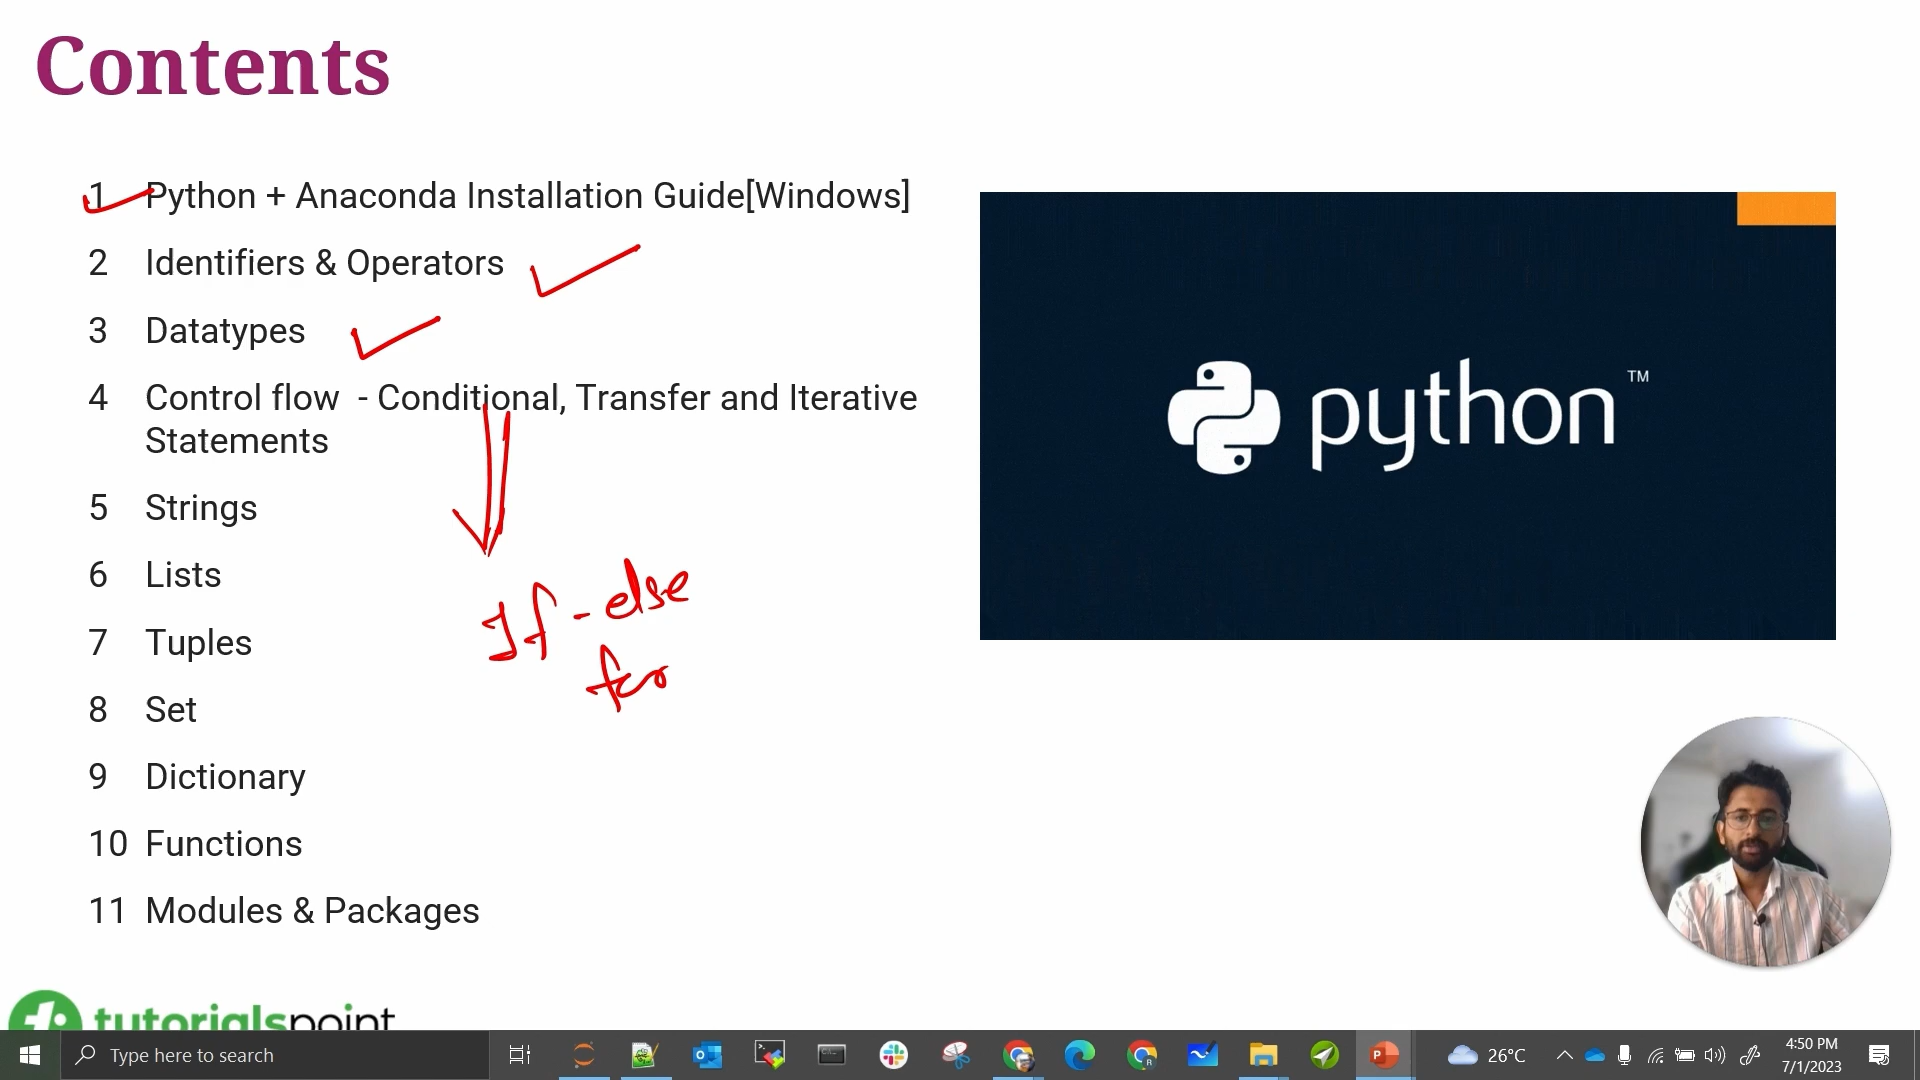 Contents
1 Python + Anaconda Installation Guide[Windows]
2 Identifiers & Operators
3 Datatypes
4 Control flow - Conditional, Transfer and Iterative
Statements
5 Strings
6 Lists
7 Tuples
8 Set
9 Dictionary
10 Functions
11 Modules & Packages
If - else
for
python™
tutorialspoint
Type here to search
26°C
4:50 PM
7/1/2023